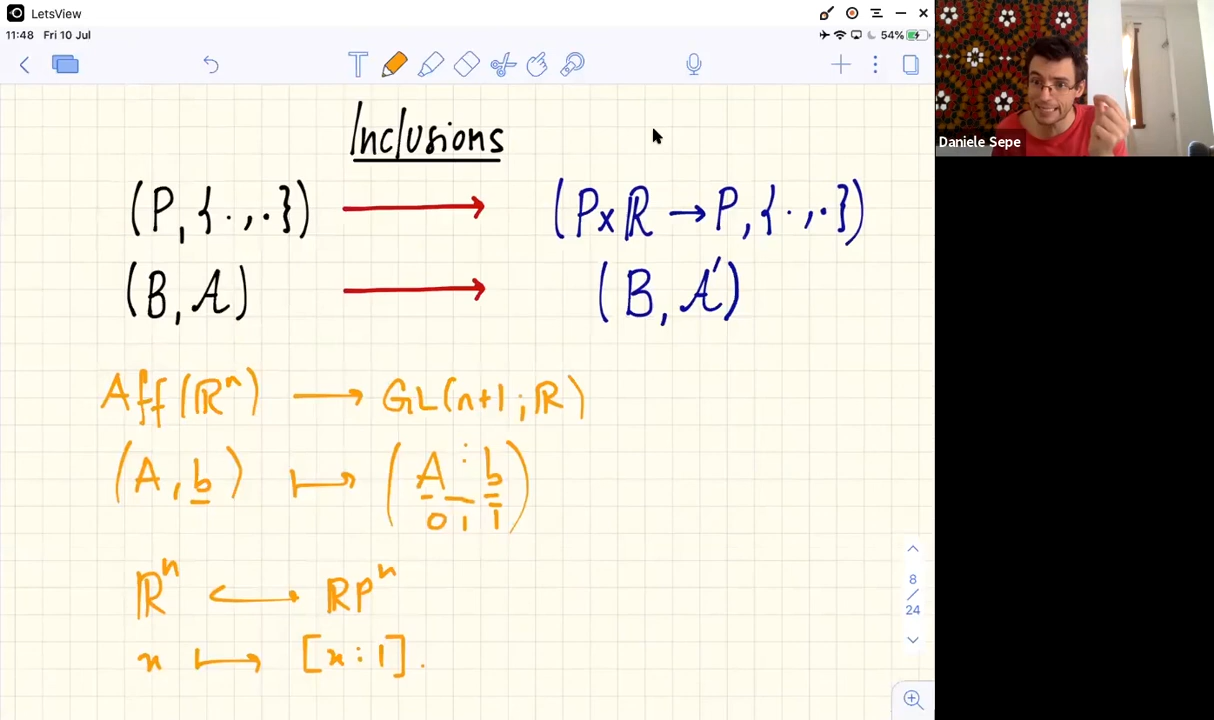 LetsView
11:48 Fri 10 Jul
54%
Daniele Sepe
Inclusions
(P, {·,·}) → (P×ℝ → P, {·,·})
(B, 𝒜) → (B, 𝒜′)
Aff(ℝⁿ) → GL(n+1; ℝ)
(A, b) ↦ (A b
0 1)
ℝⁿ ↪ ℝPⁿ
x ↦ [x : 1].
8
/
24